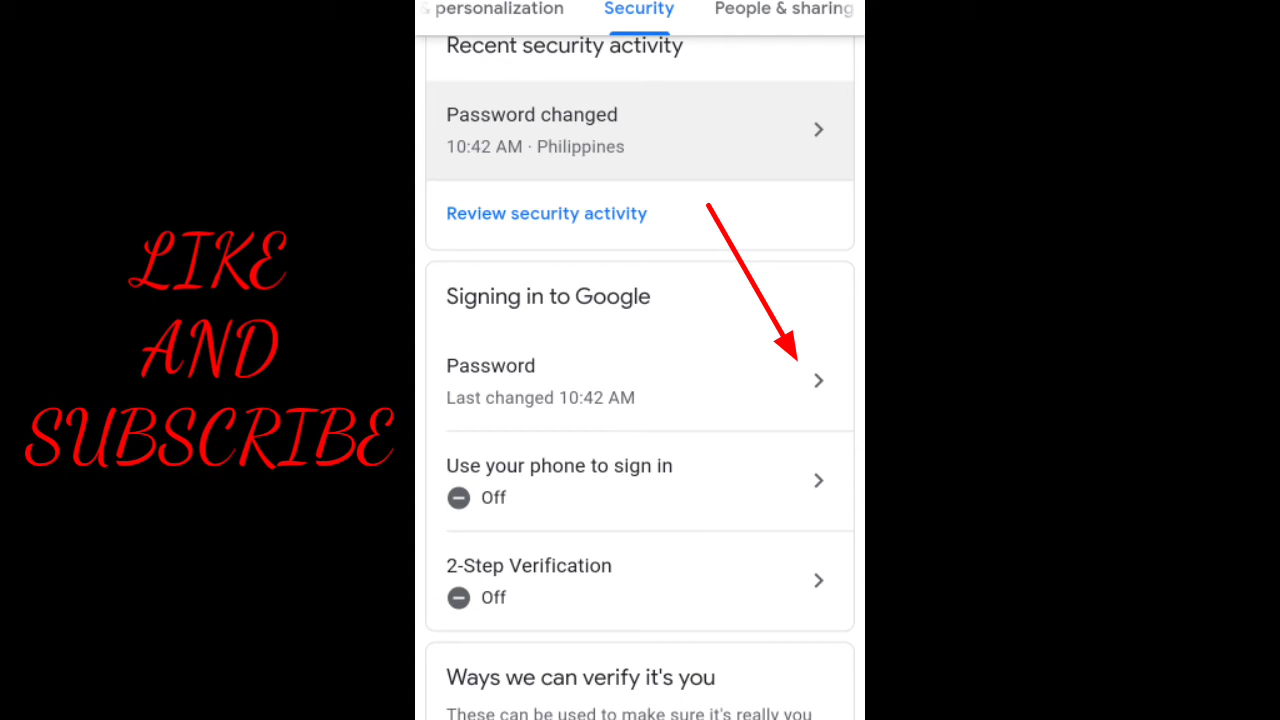 & personalization
Security
People & sharing
Recent security activity
Password changed
10:42 AM · Philippines
Review security activity
Signing in to Google
Password
Last changed 10:42 AM
Use your phone to sign in
Off
2-Step Verification
Off
Ways we can verify it's you
These can be used to make sure it's really you
LIKE
AND
SUBSCRIBE